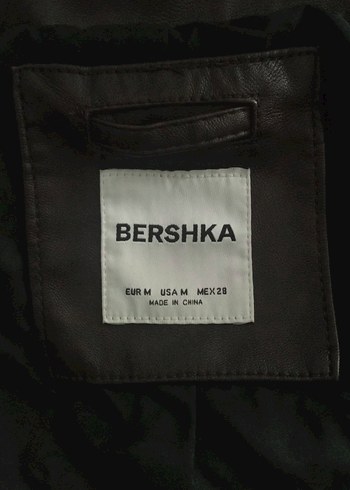 BERSHKA
EUR M USA M MEX 28
MADE IN CHINA